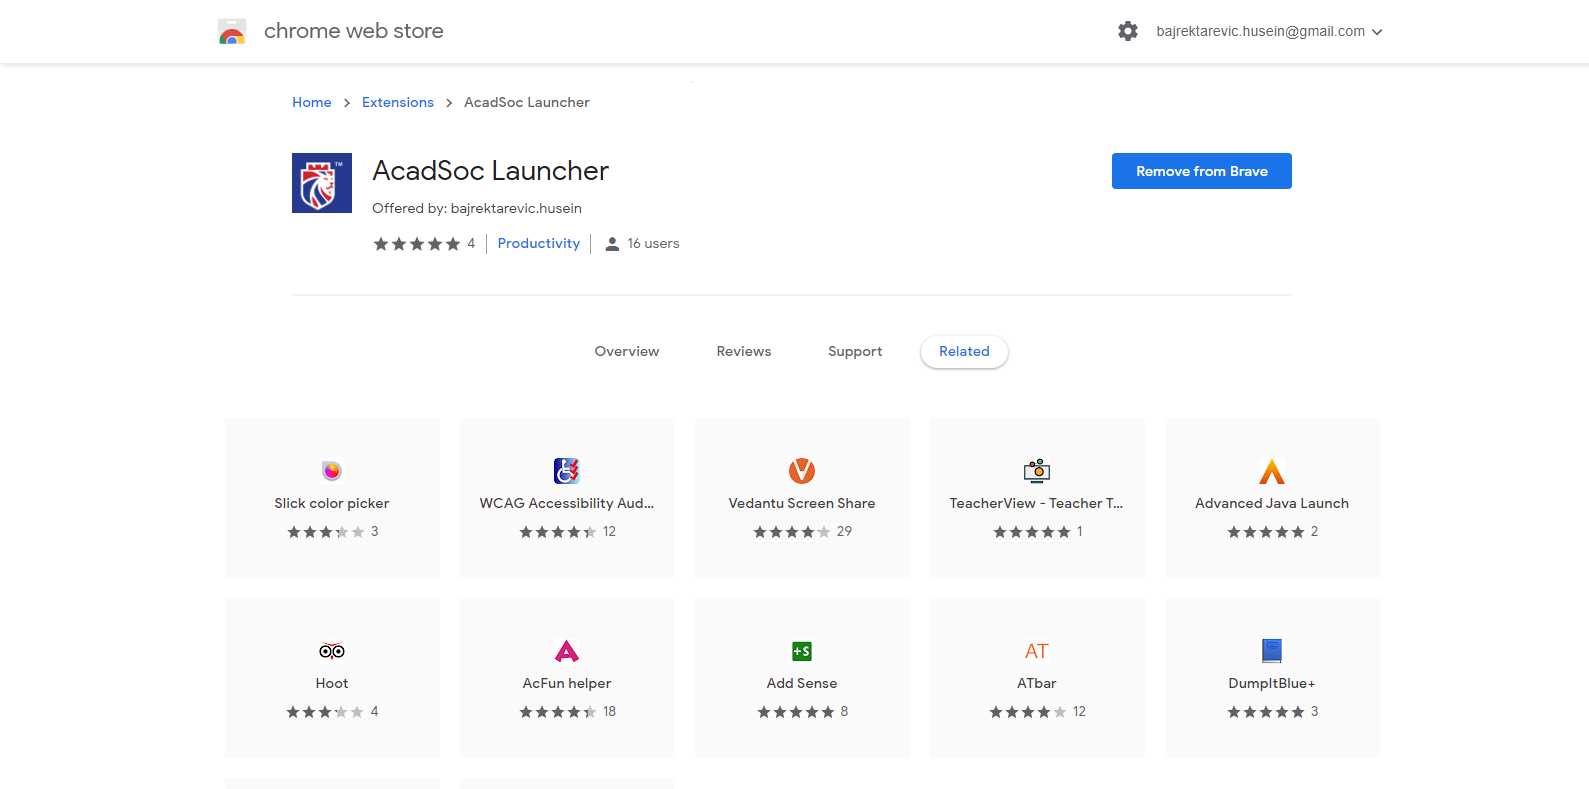 chrome web store
bajrektarevic.husein@gmail.com
Home > Extensions > AcadSoc Launcher
TM
AcadSoc Launcher
Remove from Brave
Offered by: bajrektarevic.husein
4 Productivity 16 users
Overview Reviews Support Related
Slick color picker WCAG Accessibility Aud... Vedantu Screen Share TeacherView - Teacher T... Advanced Java Launch
3 12 29 1 2
+S AT
Hoot AcFun helper Add Sense ATbar DumpItBlue+
4 18 8 12 3